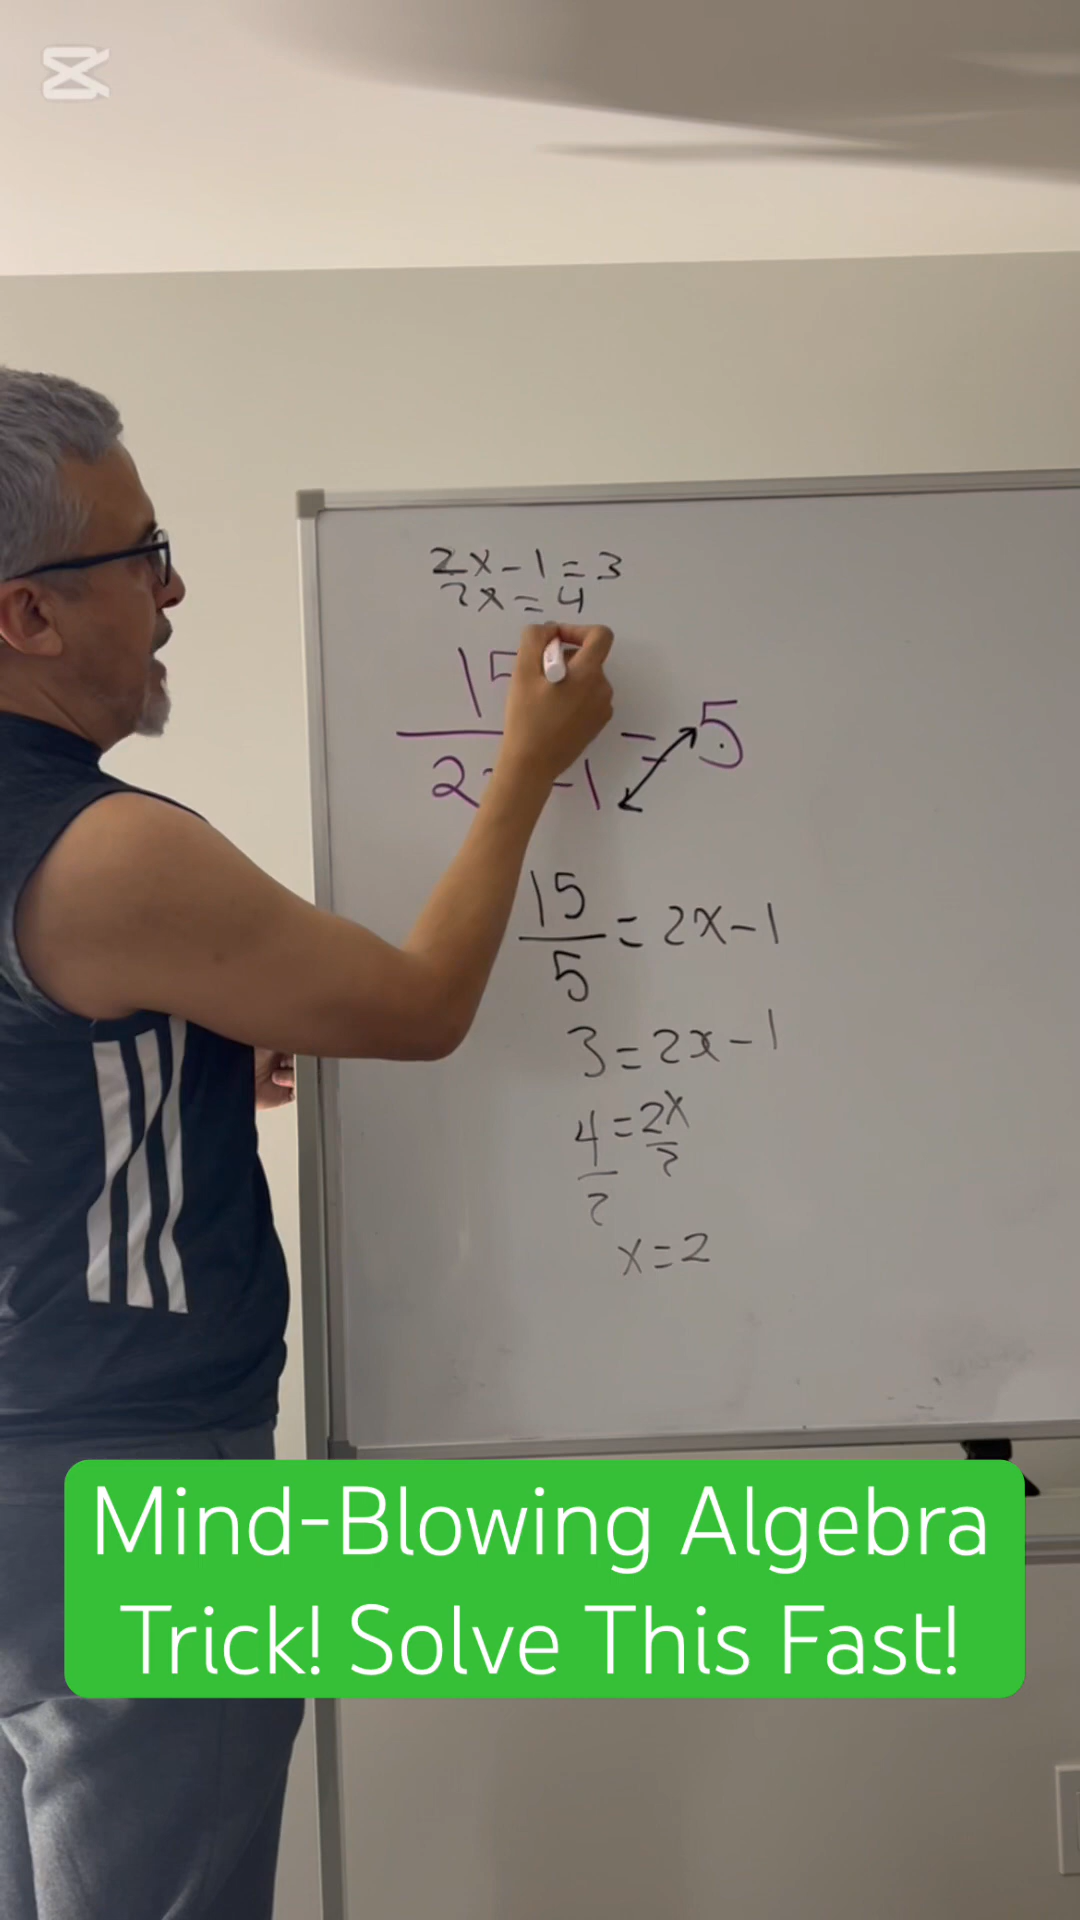 2x-1=3
2x=4
15
2 -1 = 5
15/5 = 2x-1
3=2x-1
4/2=2x/2
x=2
Mind-Blowing Algebra
Trick! Solve This Fast!